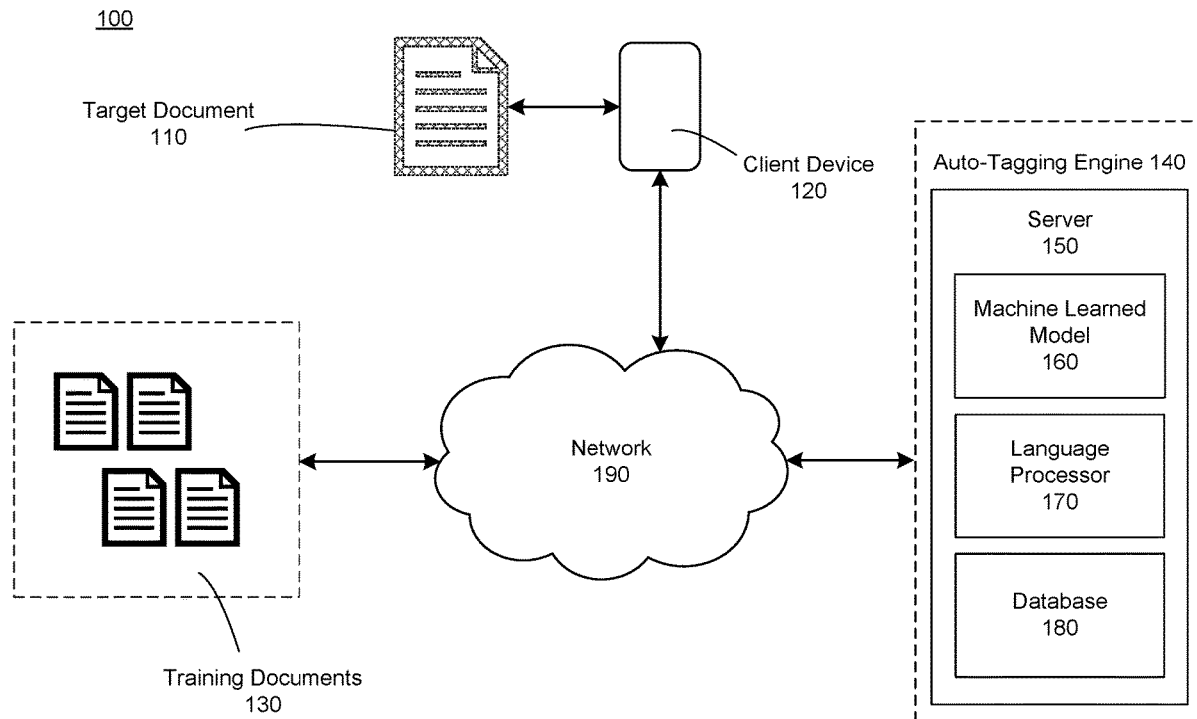 100
Target Document
110
Client Device
120
Auto-Tagging Engine 140
Server
150
Machine Learned
Model
160
Language
Processor
170
Database
180
Network
190
Training Documents
130